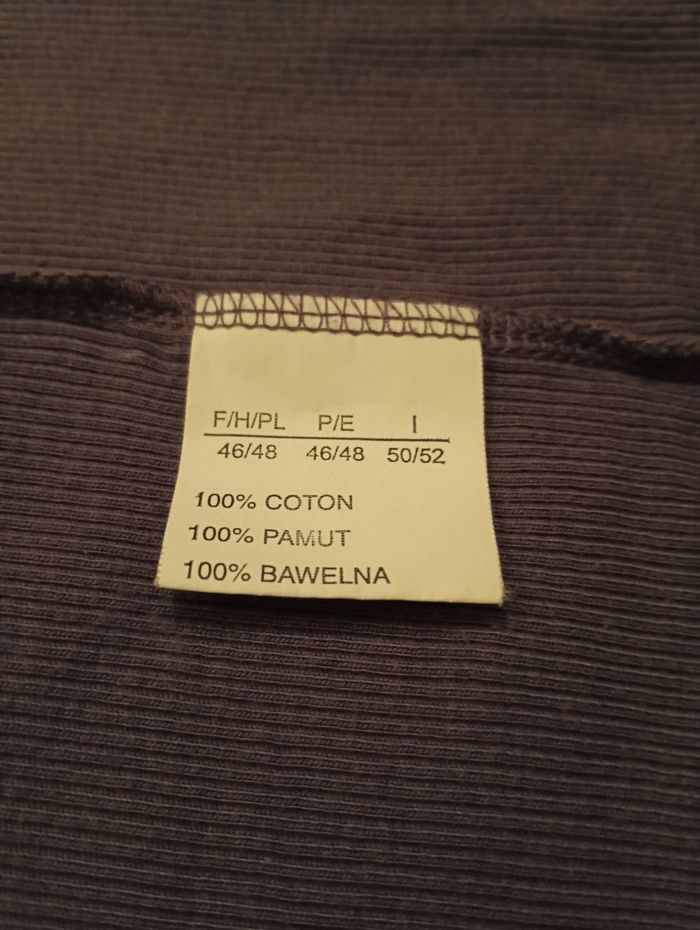 F/H/PL P/E I
46/48 46/48 50/52
100% COTON
100% PAMUT
100% BAWELNA